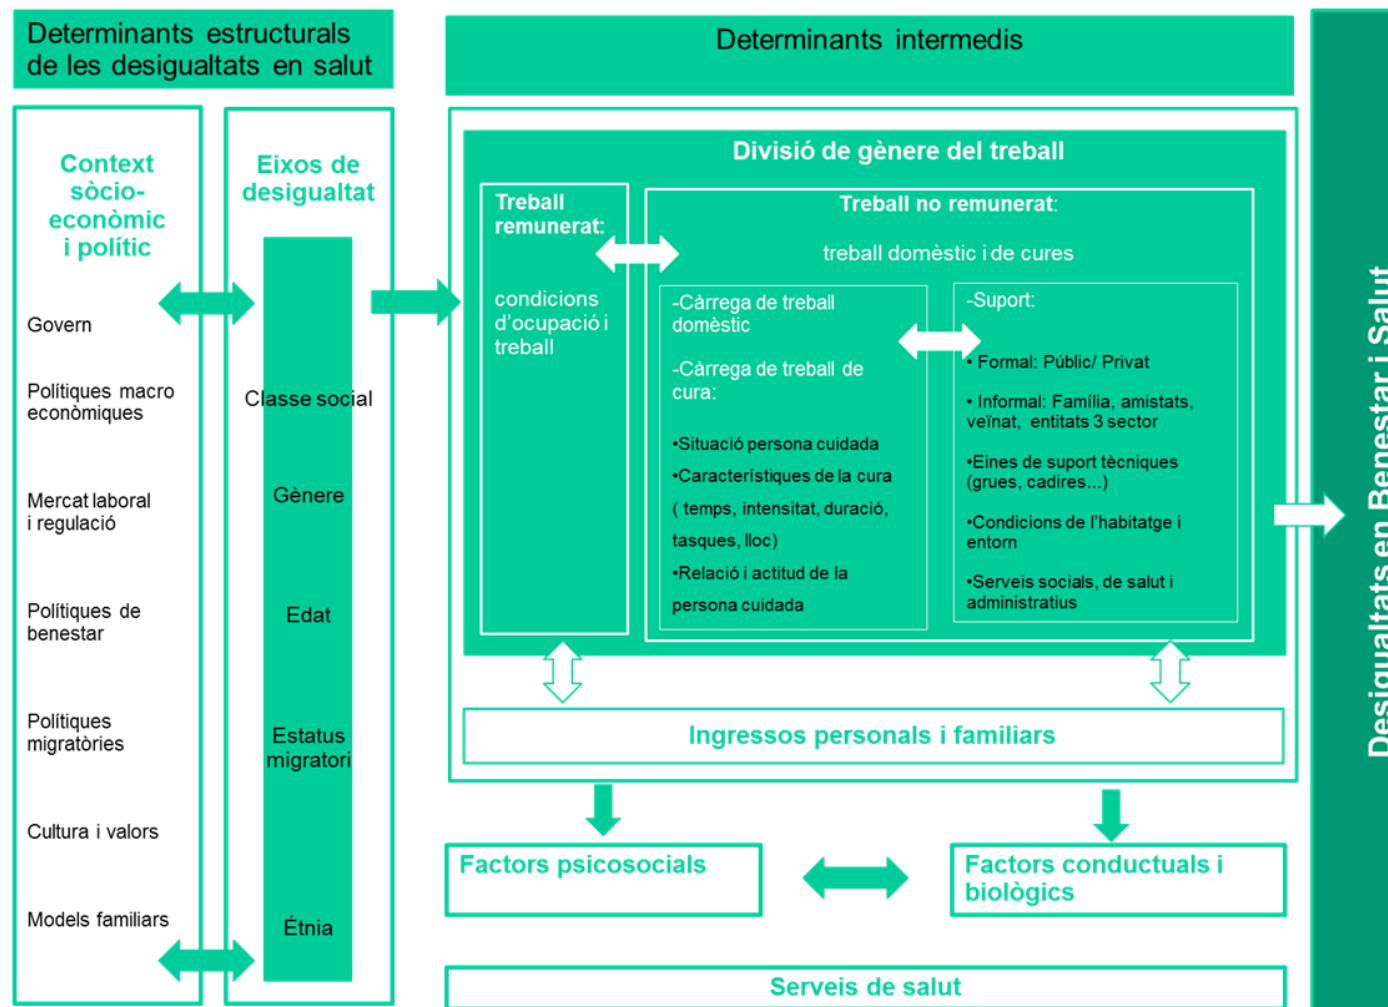 Determinants estructurals
de les desigualtats en salut
Context
sòcio-
econòmic
i polític
Govern
Polítiques macro
econòmiques
Mercat laboral
i regulació
Polítiques de
benestar
Polítiques
migratòries
Cultura i valors
Models familiars
Eixos de
desigualtat
Classe social
Gènere
Edat
Estatus
migratori
Étnia
Determinants intermedis
Divisió de gènere del treball
Treball
remunerat:
condicions
d'ocupació i
treball
Treball no remunerat:
treball domèstic i de cures
-Càrrega de treball
domèstic
-Càrrega de treball de
cura:
•Situació persona cuidada
•Característiques de la cura
( temps, intensitat, duració,
tasques, lloc)
•Relació i actitud de la
persona cuidada
-Suport:
• Formal: Públic/ Privat
• Informal: Família, amistats,
veïnat, entitats 3 sector
•Eines de suport tècniques
(grues, cadires...)
•Condicions de l'habitatge i
entorn
•Serveis socials, de salut i
administratius
Ingressos personals i familiars
Factors psicosocials
Factors conductuals i
biològics
Serveis de salut
Desigualtats en Benestar i Salut